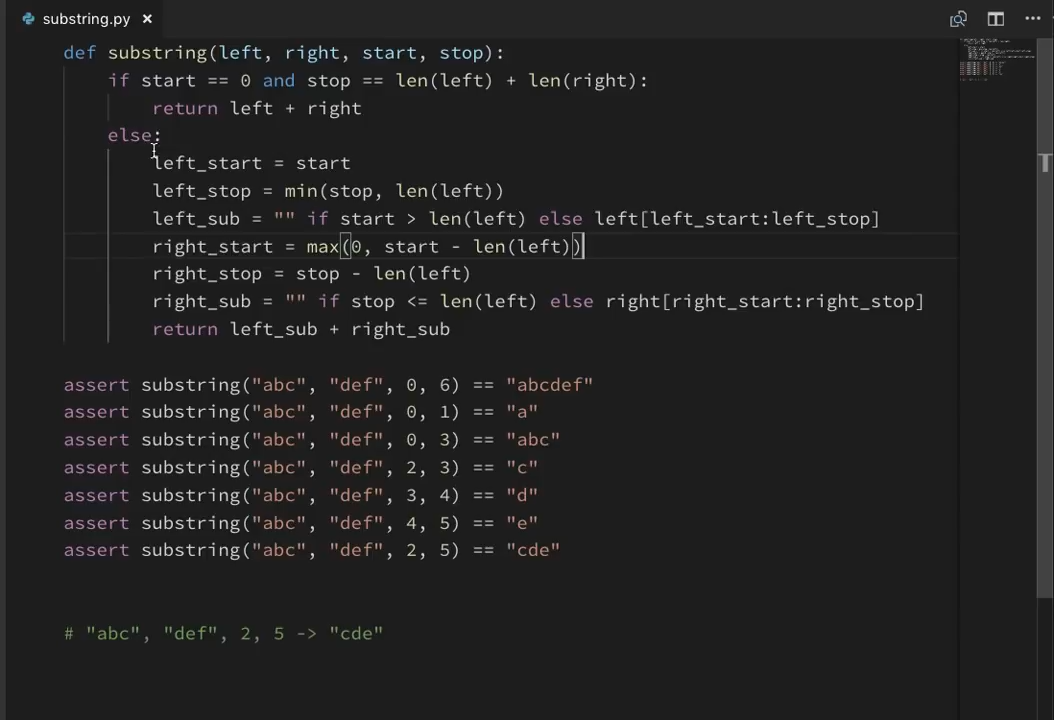 substring.py ×
def substring(left, right, start, stop):
    if start == 0 and stop == len(left) + len(right):
        return left + right
    else:
        left_start = start
        left_stop = min(stop, len(left))
        left_sub = "" if start > len(left) else left[left_start:left_stop]
        right_start = max(0, start - len(left))
        right_stop = stop - len(left)
        right_sub = "" if stop <= len(left) else right[right_start:right_stop]
        return left_sub + right_sub
assert substring("abc", "def", 0, 6) == "abcdef"
assert substring("abc", "def", 0, 1) == "a"
assert substring("abc", "def", 0, 3) == "abc"
assert substring("abc", "def", 2, 3) == "c"
assert substring("abc", "def", 3, 4) == "d"
assert substring("abc", "def", 4, 5) == "e"
assert substring("abc", "def", 2, 5) == "cde"
# "abc", "def", 2, 5 -> "cde"